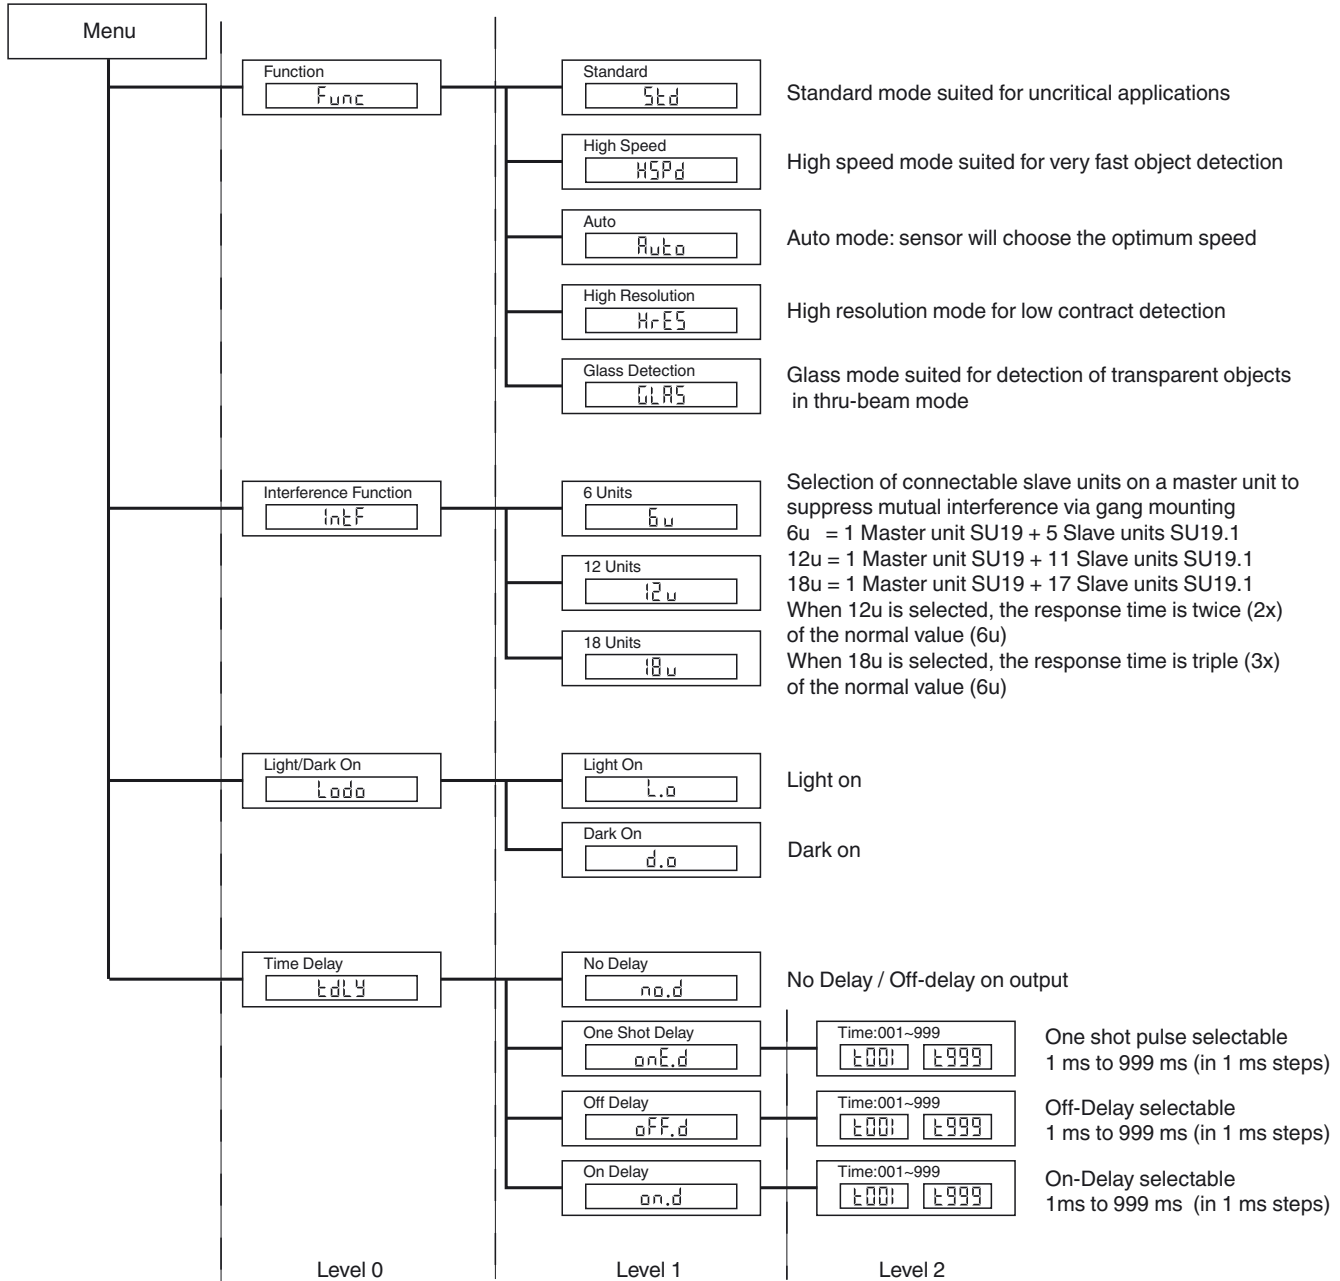 Menu
Function
Func
Standard
Std
Standard mode suited for uncritical applications
High Speed
HSPd
High speed mode suited for very fast object detection
Auto
Auto
Auto mode: sensor will choose the optimum speed
High Resolution
HrES
High resolution mode for low contract detection
Glass Detection
GLAS
Glass mode suited for detection of transparent objects
in thru-beam mode
Interference Function
IntF
6 Units
6u
12 Units
12u
18 Units
18u
Selection of connectable slave units on a master unit to
suppress mutual interference via gang mounting
6u = 1 Master unit SU19 + 5 Slave units SU19.1
12u = 1 Master unit SU19 + 11 Slave units SU19.1
18u = 1 Master unit SU19 + 17 Slave units SU19.1
When 12u is selected, the response time is twice (2x)
of the normal value (6u)
When 18u is selected, the response time is triple (3x)
of the normal value (6u)
Light/Dark On
Lodo
Light On
L.o
Light on
Dark On
d.o
Dark on
Time Delay
tdLY
No Delay
no.d
No Delay / Off-delay on output
One Shot Delay
onE.d
Time:001~999
t001 t999
One shot pulse selectable
1 ms to 999 ms (in 1 ms steps)
Off Delay
oFF.d
Time:001~999
t001 t999
Off-Delay selectable
1 ms to 999 ms (in 1 ms steps)
On Delay
on.d
Time:001~999
t001 t999
On-Delay selectable
1ms to 999 ms (in 1 ms steps)
Level 0 Level 1 Level 2